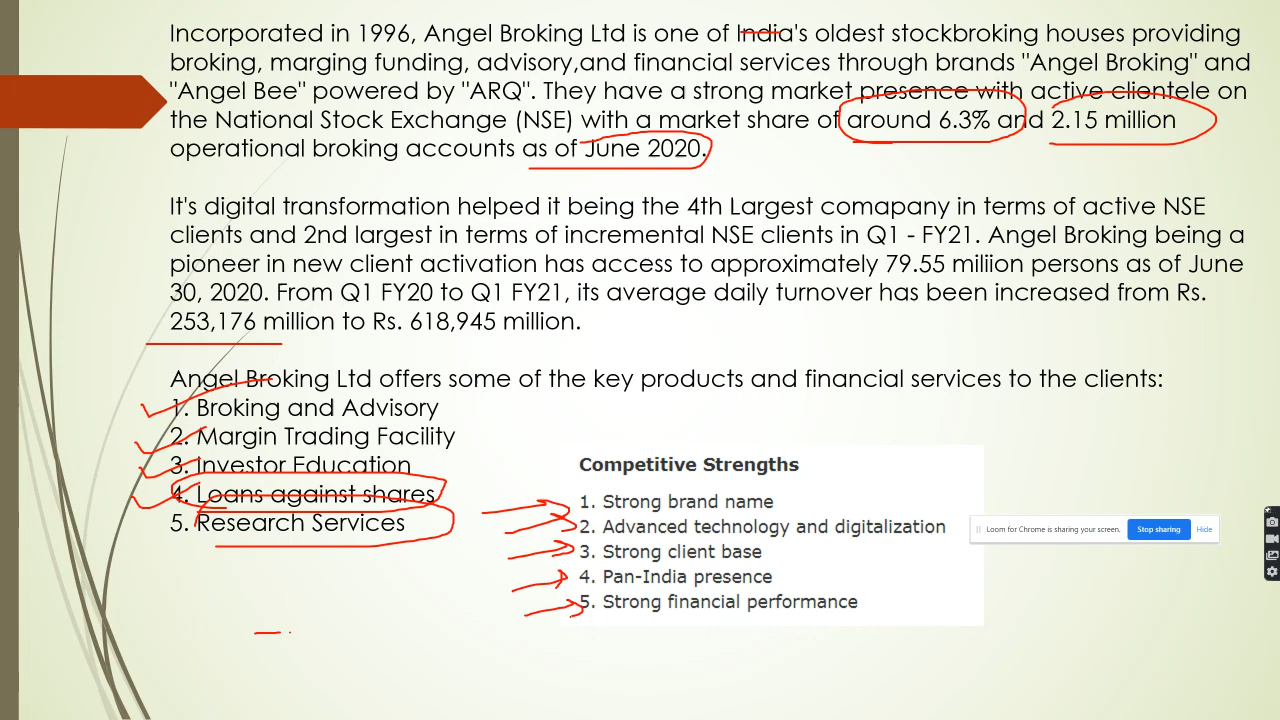 Incorporated in 1996, Angel Broking Ltd is one of India's oldest stockbroking houses providing
broking, marging funding, advisory,and financial services through brands "Angel Broking" and
"Angel Bee" powered by "ARQ". They have a strong market presence with active clientele on
the National Stock Exchange (NSE) with a market share of around 6.3% and 2.15 million
operational broking accounts as of June 2020.
It's digital transformation helped it being the 4th Largest comapany in terms of active NSE
clients and 2nd largest in terms of incremental NSE clients in Q1 - FY21. Angel Broking being a
pioneer in new client activation has access to approximately 79.55 miliion persons as of June
30, 2020. From Q1 FY20 to Q1 FY21, its average daily turnover has been increased from Rs.
253,176 million to Rs. 618,945 million.
Angel Broking Ltd offers some of the key products and financial services to the clients:
1. Broking and Advisory
2. Margin Trading Facility
3. Investor Education
4. Loans against shares
5. Research Services
Competitive Strengths
1. Strong brand name
2. Advanced technology and digitalization
3. Strong client base
4. Pan-India presence
5. Strong financial performance
Loom for Chrome is sharing your screen. Stop sharing Hide